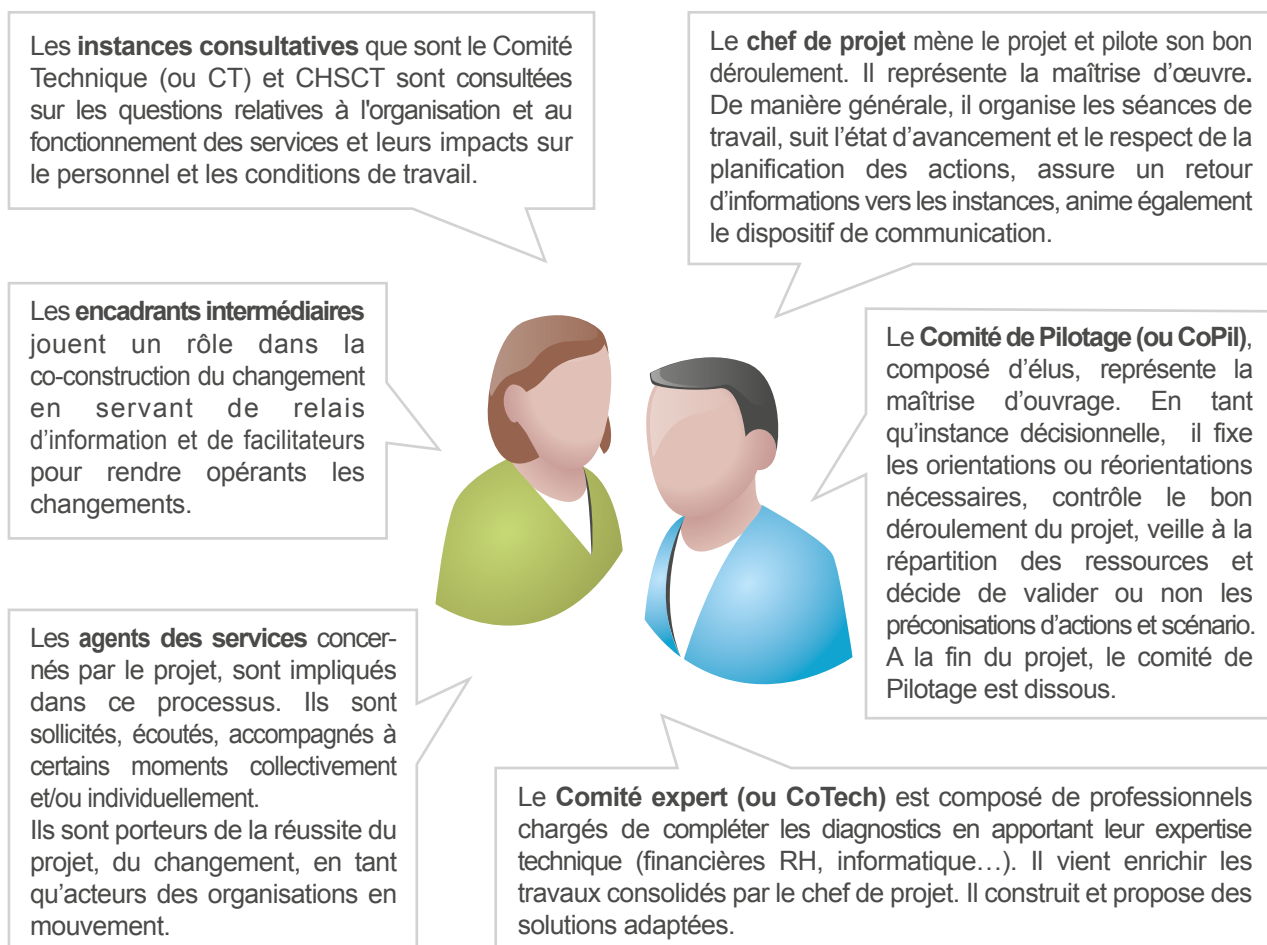 Les instances consultatives que sont le Comité
Technique (ou CT) et CHSCT sont consultées
sur les questions relatives à l'organisation et au
fonctionnement des services et leurs impacts sur
le personnel et les conditions de travail.
Le chef de projet mène le projet et pilote son bon
déroulement. Il représente la maîtrise d’œuvre.
De manière générale, il organise les séances de
travail, suit l’état d’avancement et le respect de la
planification des actions, assure un retour
d’informations vers les instances, anime également
le dispositif de communication.
Les encadrants intermédiaires
jouent un rôle dans la
co-construction du changement
en servant de relais
d’information et de facilitateurs
pour rendre opérants les
changements.
Le Comité de Pilotage (ou CoPil),
composé d’élus, représente la
maîtrise d’ouvrage. En tant
qu’instance décisionnelle, il fixe
les orientations ou réorientations
nécessaires, contrôle le bon
déroulement du projet, veille à la
répartition des ressources et
décide de valider ou non les
préconisations d’actions et scénario.
A la fin du projet, le comité de
Pilotage est dissous.
Les agents des services concer-
nés par le projet, sont impliqués
dans ce processus. Ils sont
sollicités, écoutés, accompagnés à
certains moments collectivement
et/ou individuellement.
Ils sont porteurs de la réussite du
projet, du changement, en tant
qu’acteurs des organisations en
mouvement.
Le Comité expert (ou CoTech) est composé de professionnels
chargés de compléter les diagnostics en apportant leur expertise
technique (financières RH, informatique…). Il vient enrichir les
travaux consolidés par le chef de projet. Il construit et propose des
solutions adaptées.